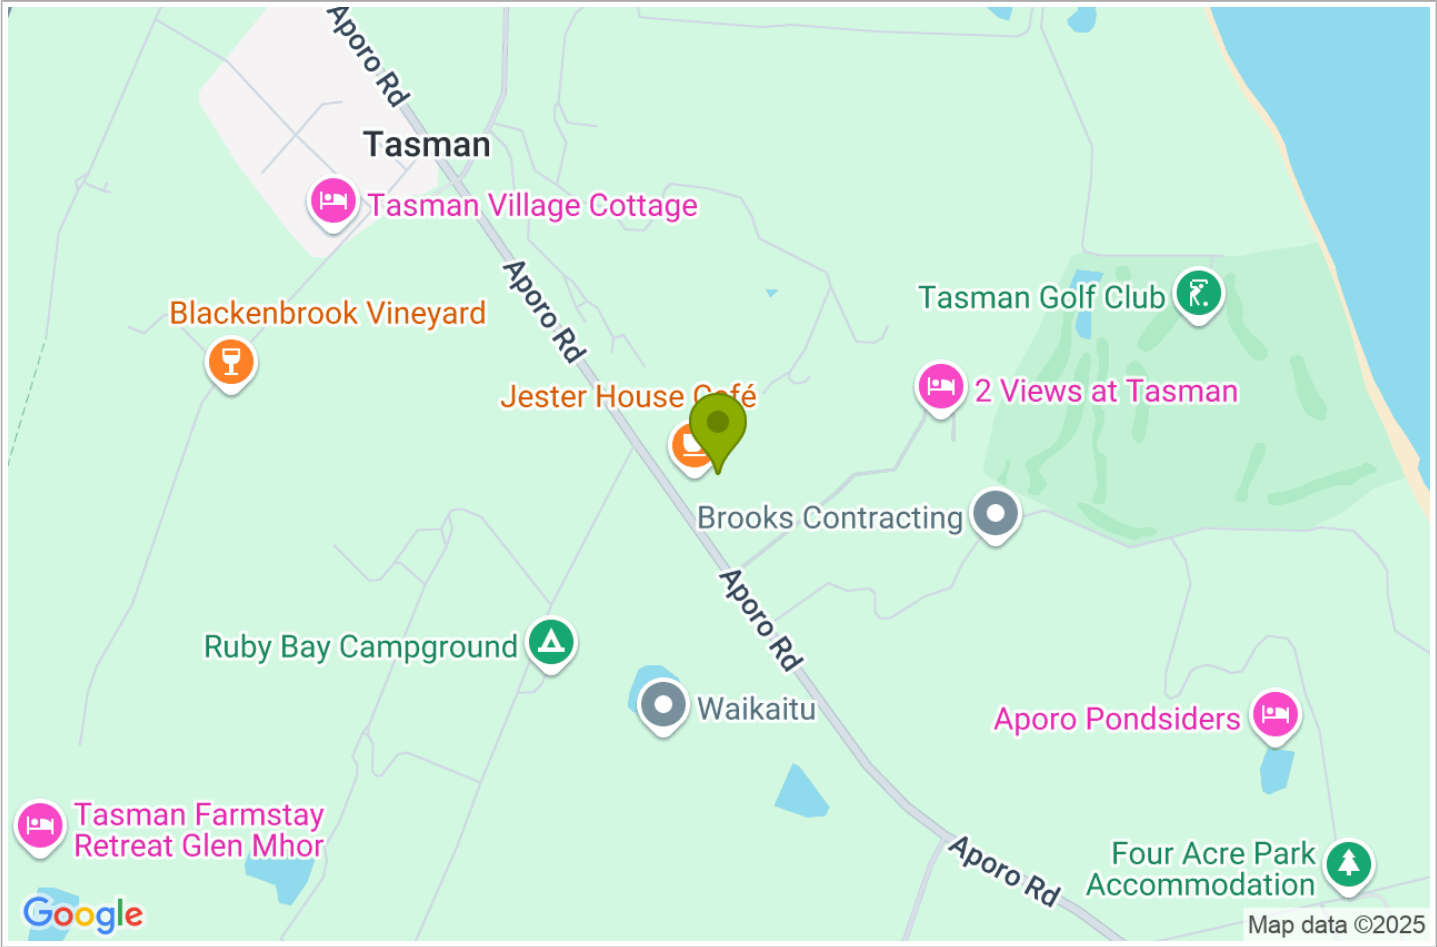 Aporo Rd
Tasman
Tasman Village Cottage
Aporo Rd
Blackenbrook Vineyard
Tasman Golf Club
Jester House Café
2 Views at Tasman
Brooks Contracting
Aporo Rd
Ruby Bay Campground
Waikaitu
Aporo Pondsiders
Tasman Farmstay
Retreat Glen Mhor
Aporo Rd
Four Acre Park
Accommodation
Google
Map data ©2025